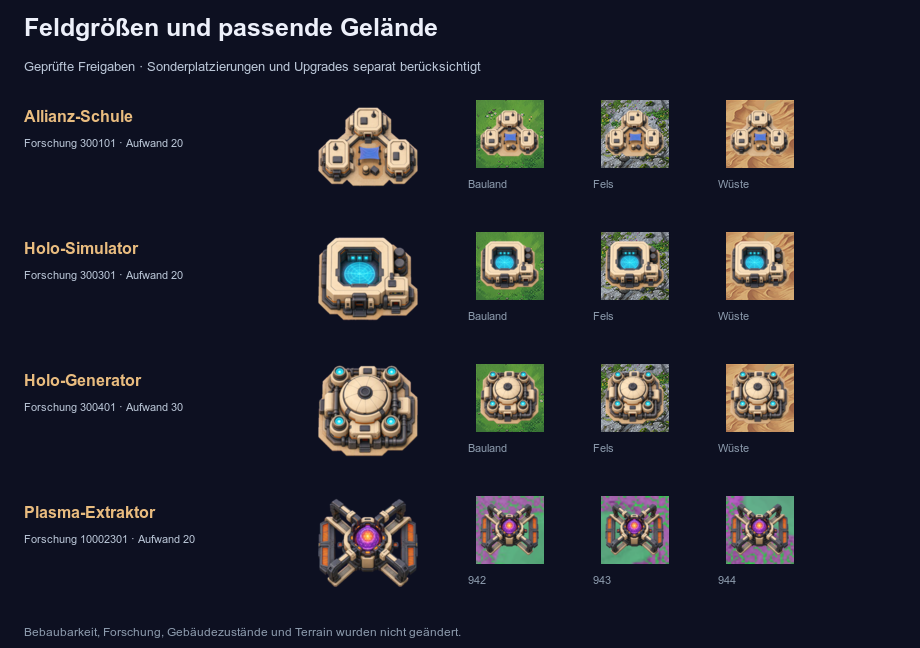 Feldgrößen und passende Gelände
Geprüfte Freigaben · Sonderplatzierungen und Upgrades separat berücksichtigt
Allianz-Schule
Forschung 300101 · Aufwand 20
Bauland
Fels
Wüste
Holo-Simulator
Forschung 300301 · Aufwand 20
Bauland
Fels
Wüste
Holo-Generator
Forschung 300401 · Aufwand 30
Bauland
Fels
Wüste
Plasma-Extraktor
Forschung 10002301 · Aufwand 20
942
943
944
Bebaubarkeit, Forschung, Gebäudezustände und Terrain wurden nicht geändert.